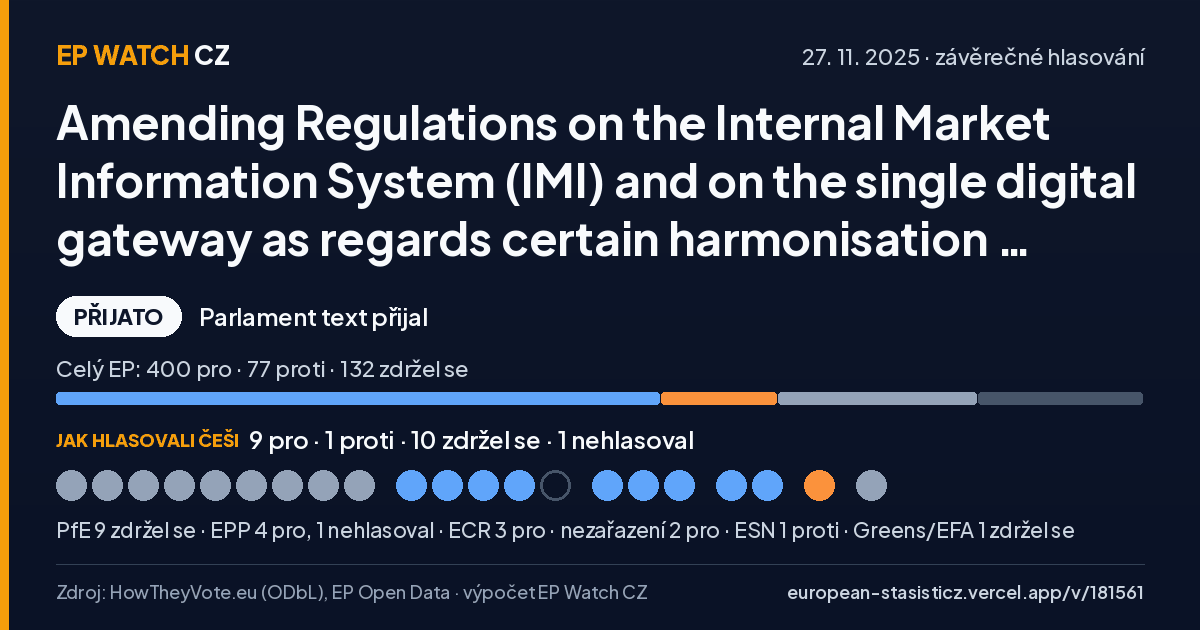 EP WATCH CZ
27. 11. 2025 · závěrečné hlasování
Amending Regulations on the Internal Market
Information System (IMI) and on the single digital
gateway as regards certain harmonisation …
PŘIJATO Parlament text přijal
Celý EP: 400 pro · 77 proti · 132 zdržel se
JAK HLASOVALI ČEŠI 9 pro · 1 proti · 10 zdržel se · 1 nehlasoval
PfE 9 zdržel se · EPP 4 pro, 1 nehlasoval · ECR 3 pro · nezařazení 2 pro · ESN 1 proti · Greens/EFA 1 zdržel se
Zdroj: HowTheyVote.eu (ODbL), EP Open Data · výpočet EP Watch CZ
european-stasisticz.vercel.app/v/181561